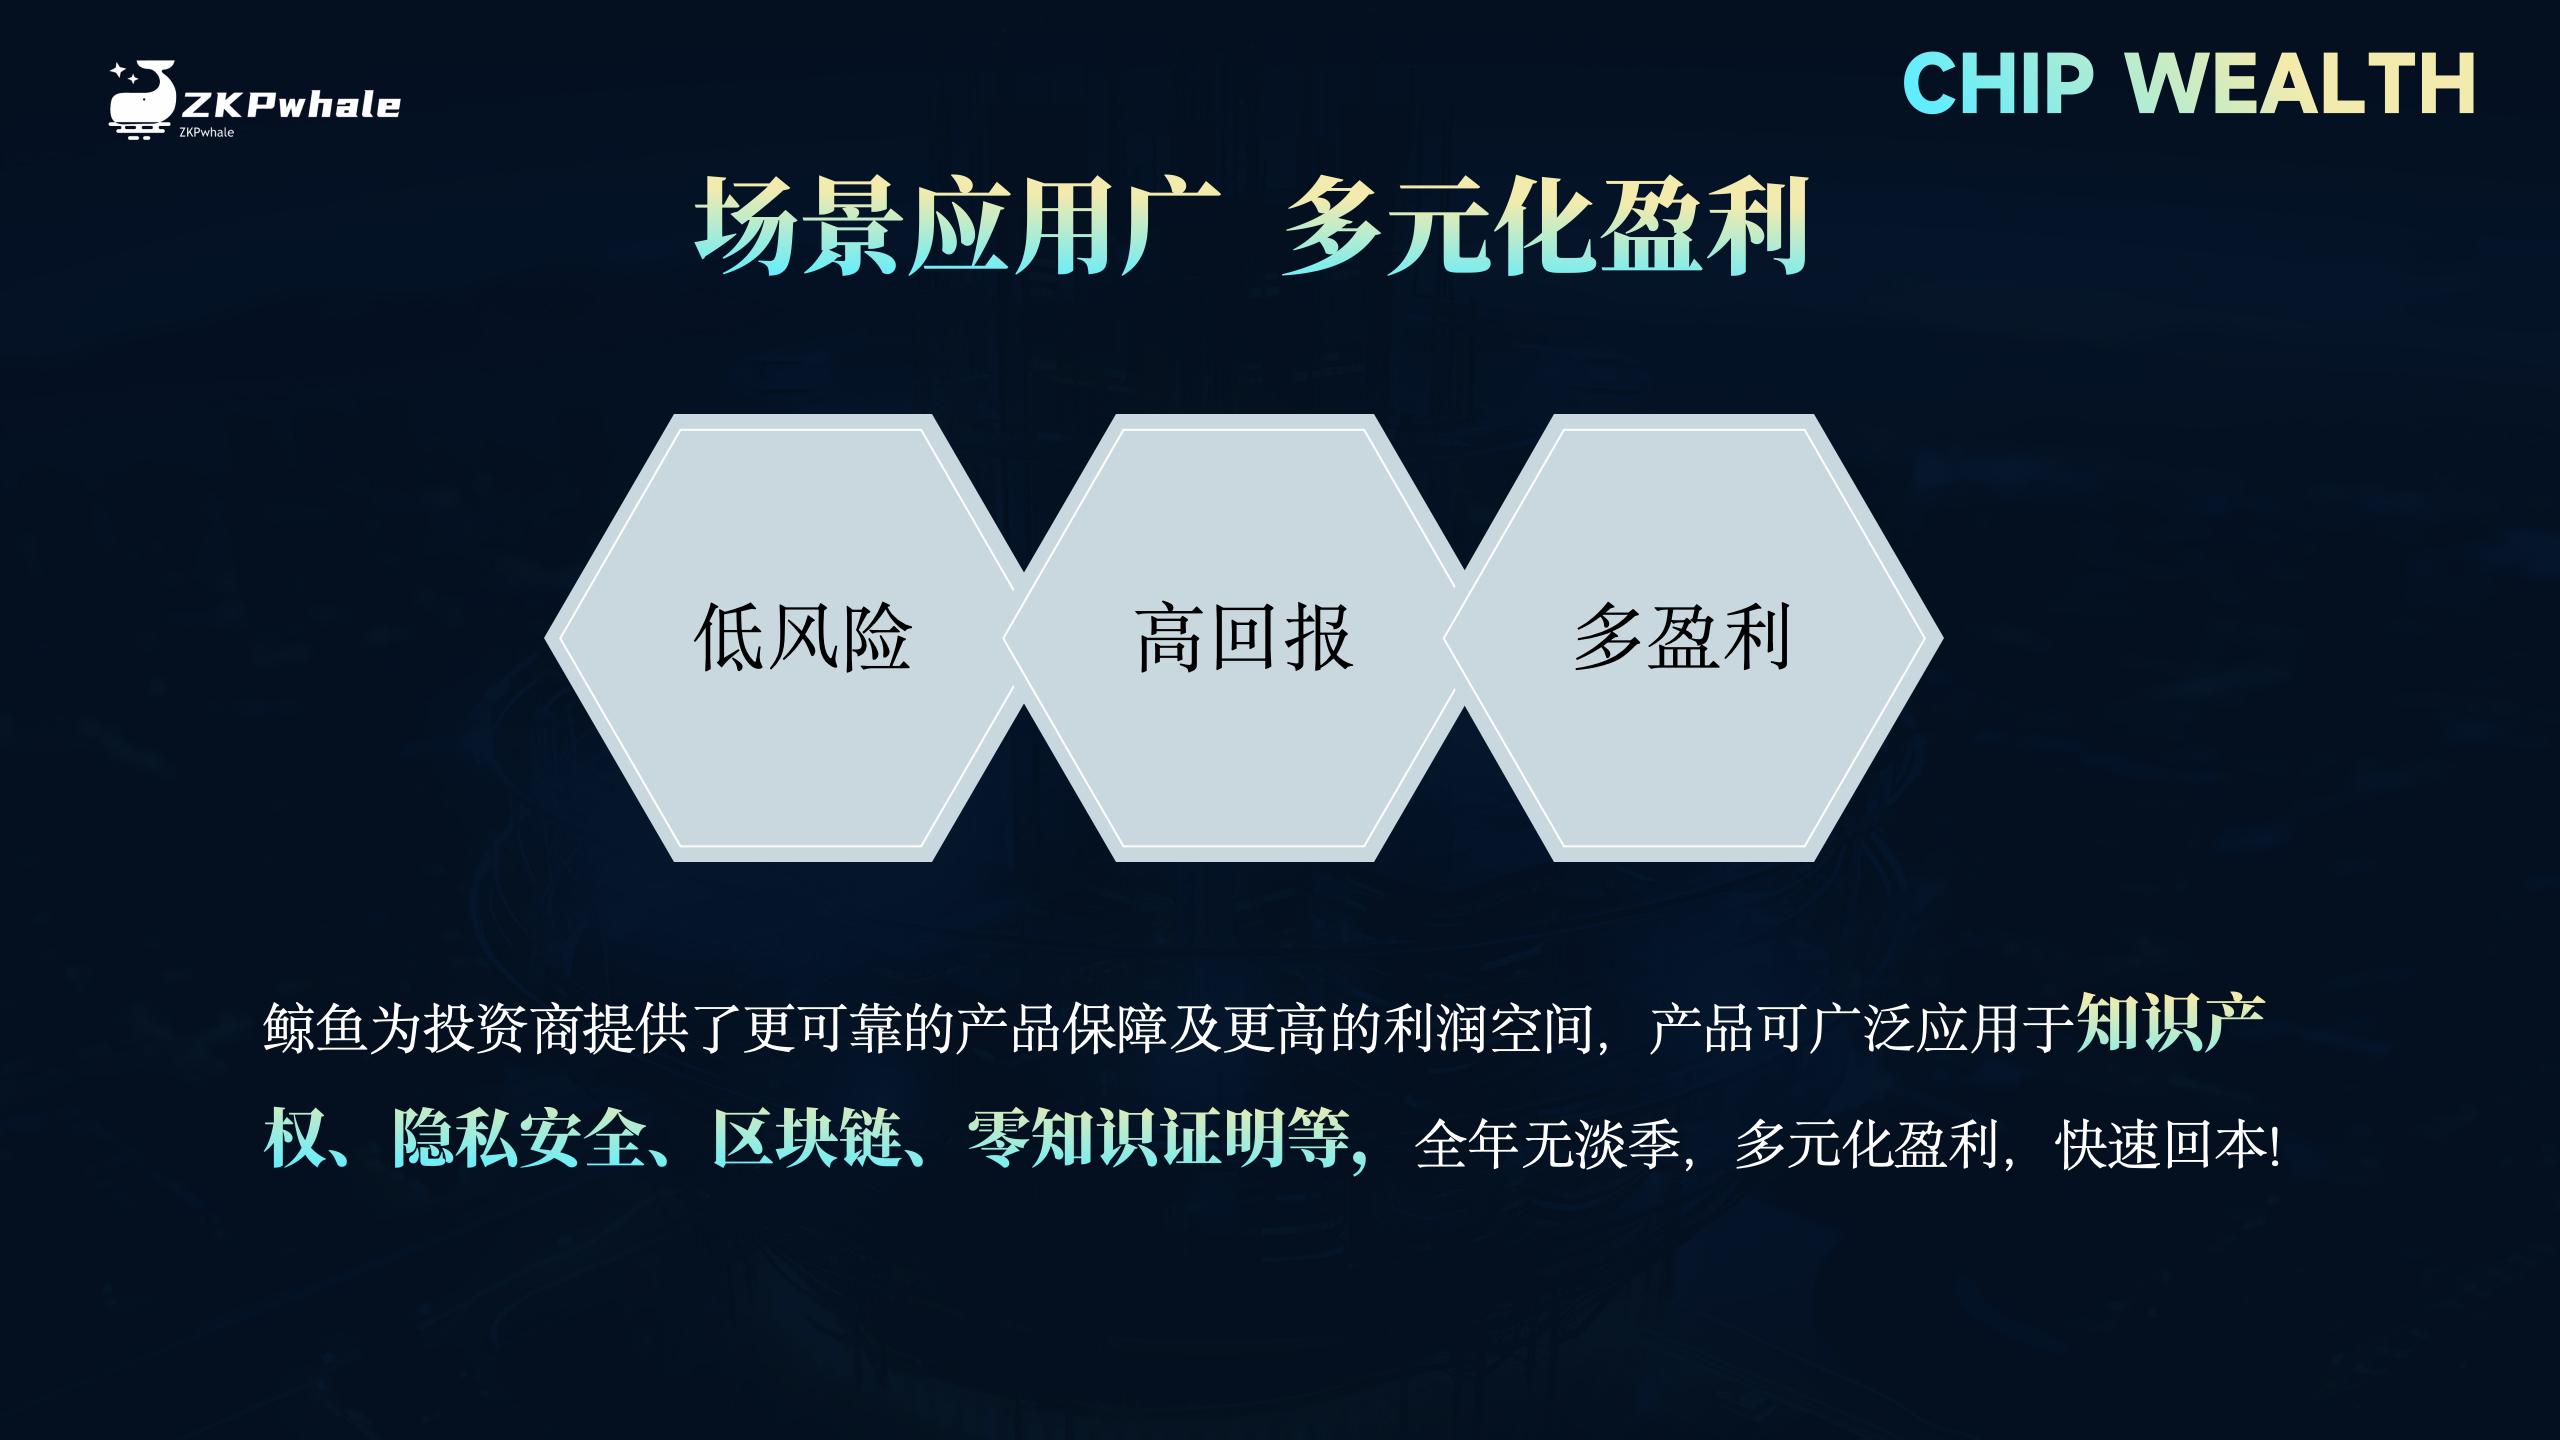 ZKPwhale
ZKPwhale
CHIP WEALTH
场景应用广 多元化盈利
低风险
高回报
多盈利
鲸鱼为投资商提供了更可靠的产品保障及更高的利润空间，产品可广泛应用于知识产
权、隐私安全、区块链、零知识证明等，全年无淡季，多元化盈利，快速回本!